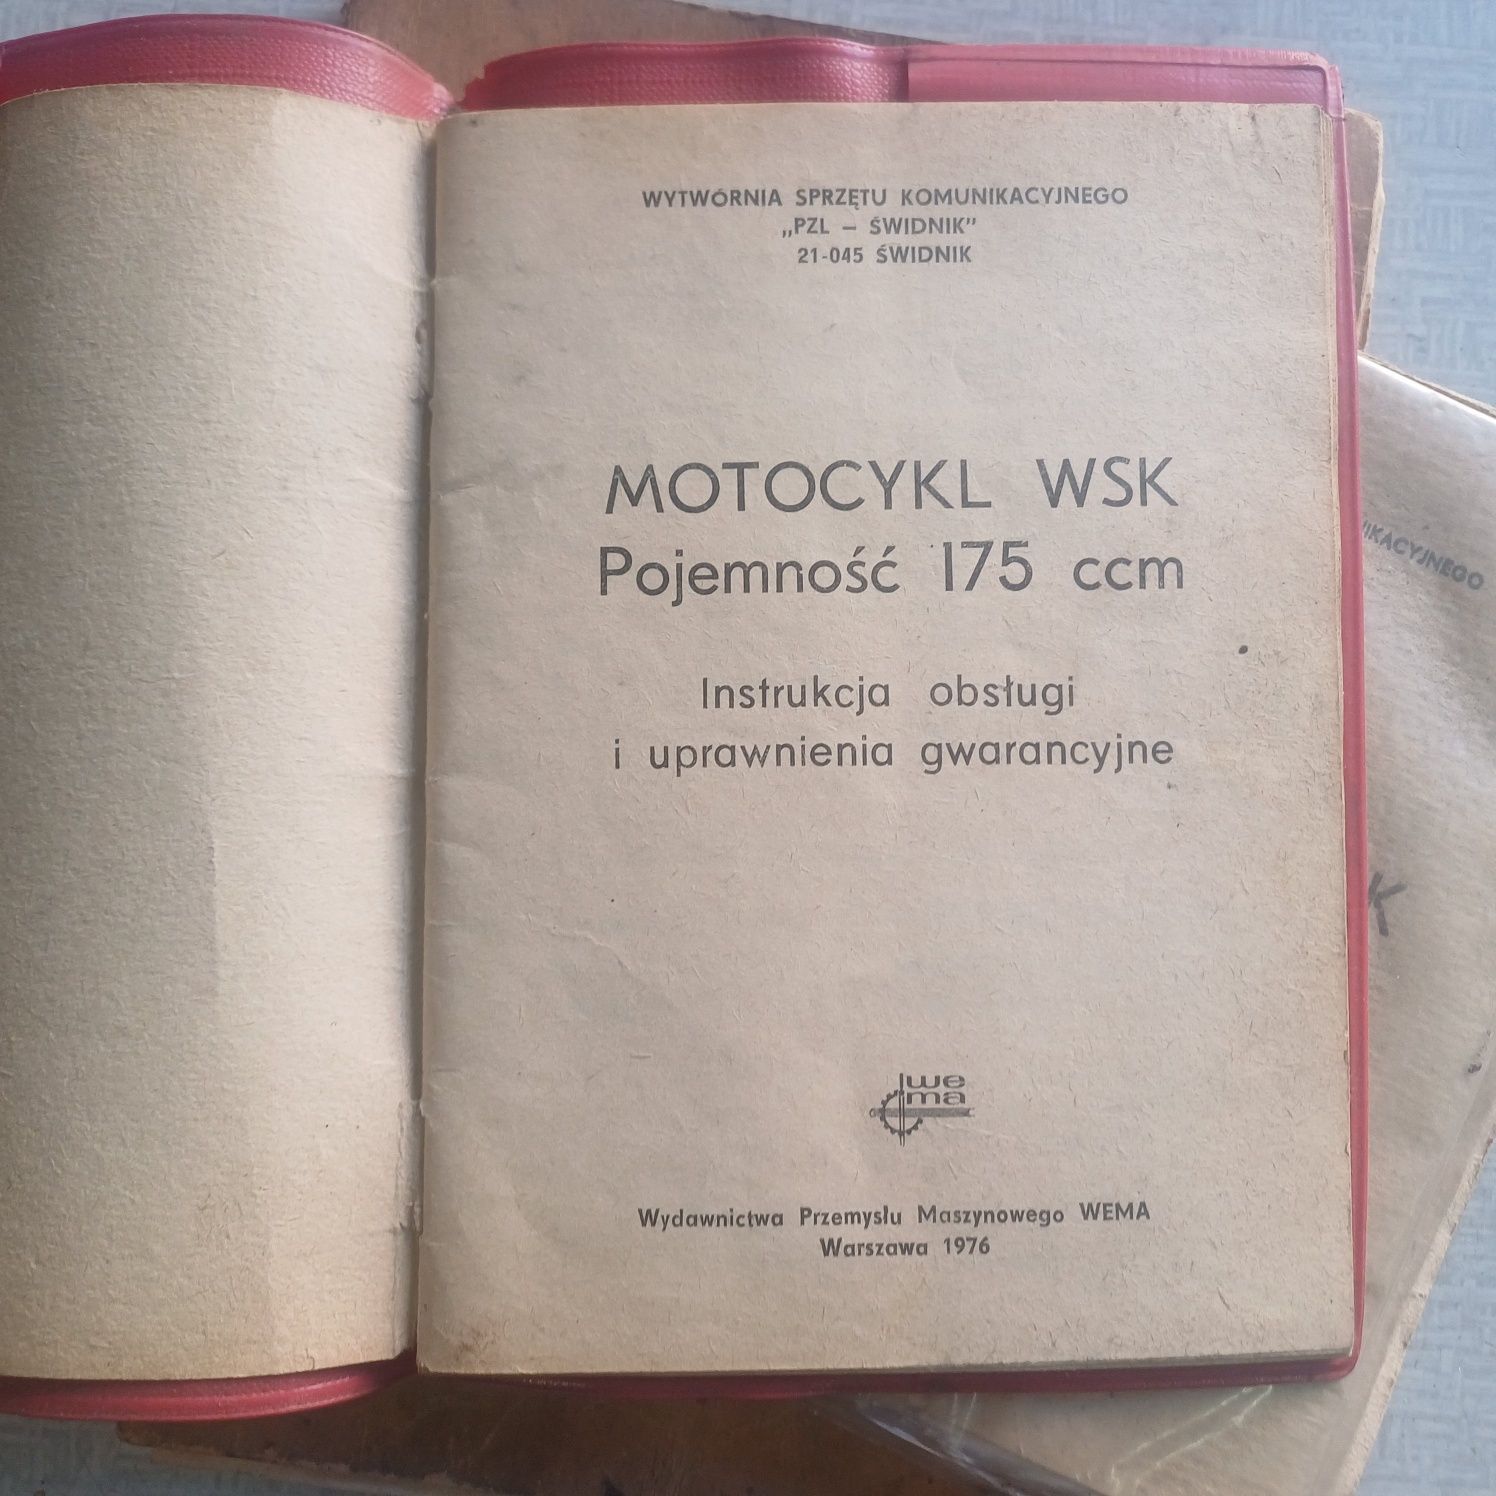 WYTWÓRNIA SPRZĘTU KOMUNIKACYJNEGO
„PZL – ŚWIDNIK”
21-045 ŚWIDNIK
MOTOCYKL WSK
Pojemność 175 ccm
Instrukcja obsługi
i uprawnienia gwarancyjne
we
ma
Wydawnictwa Przemysłu Maszynowego WEMA
Warszawa 1976
IKACYJNEGO
K